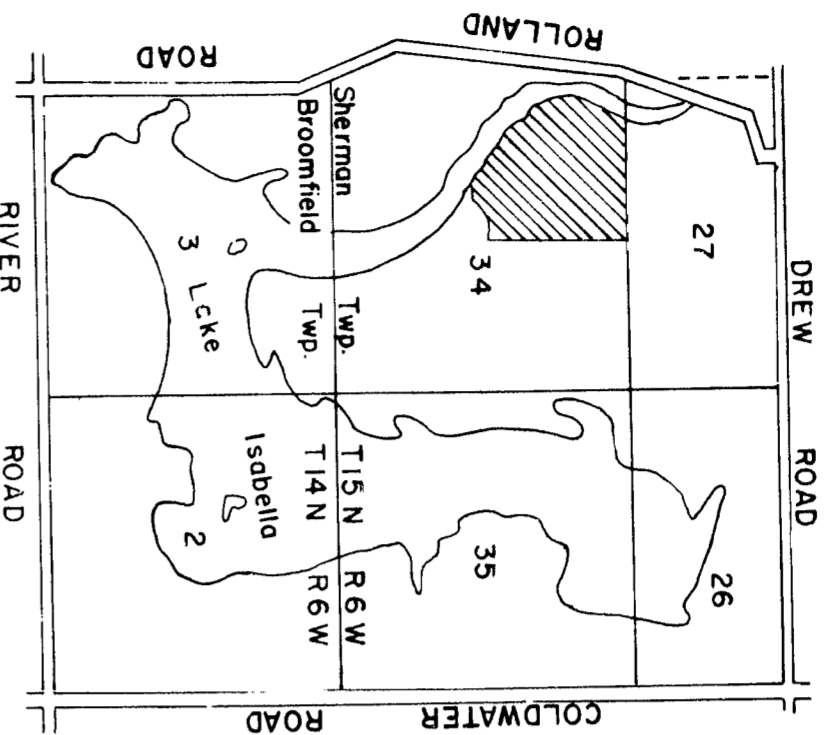 DREW ROAD
ROLLAND ROAD
27
26
34
35
Sherman Twp. T15N R6W
Broomfield Twp. T14N R6W
3
Lake Isabella
2
COLDWATER ROAD
RIVER ROAD